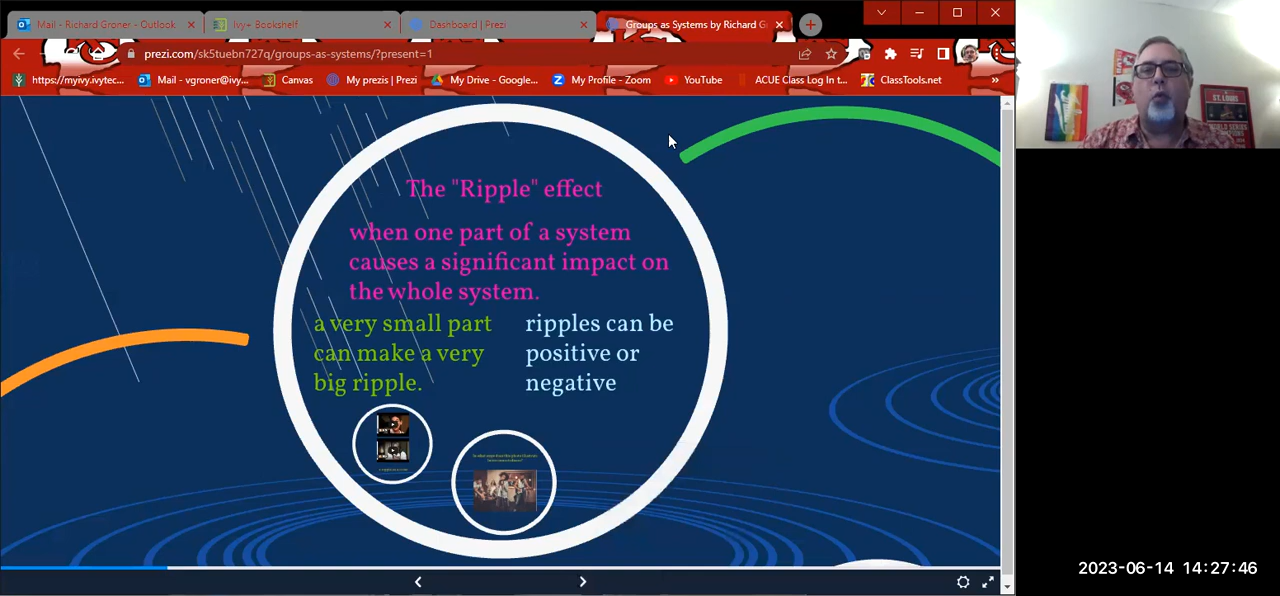 Mail - Richard Groner - Outlook
Ivy+ Bookshelf
Dashboard | Prezi
Groups as Systems by Richard G
prezi.com/sk5tuebn727q/groups-as-systems/?present=1
https://myivy.ivytec...
Mail - vgroner@ivy...
Canvas
My prezis | Prezi
My Drive - Google...
My Profile - Zoom
YouTube
ACUE Class Log In t...
ClassTools.net
The "Ripple" effect
when one part of a system
causes a significant impact on
the whole system.
a very small part
can make a very
big ripple.
ripples can be
positive or
negative
ST. LOUIS
WORLD SERIES
2023-06-14 14:27:46